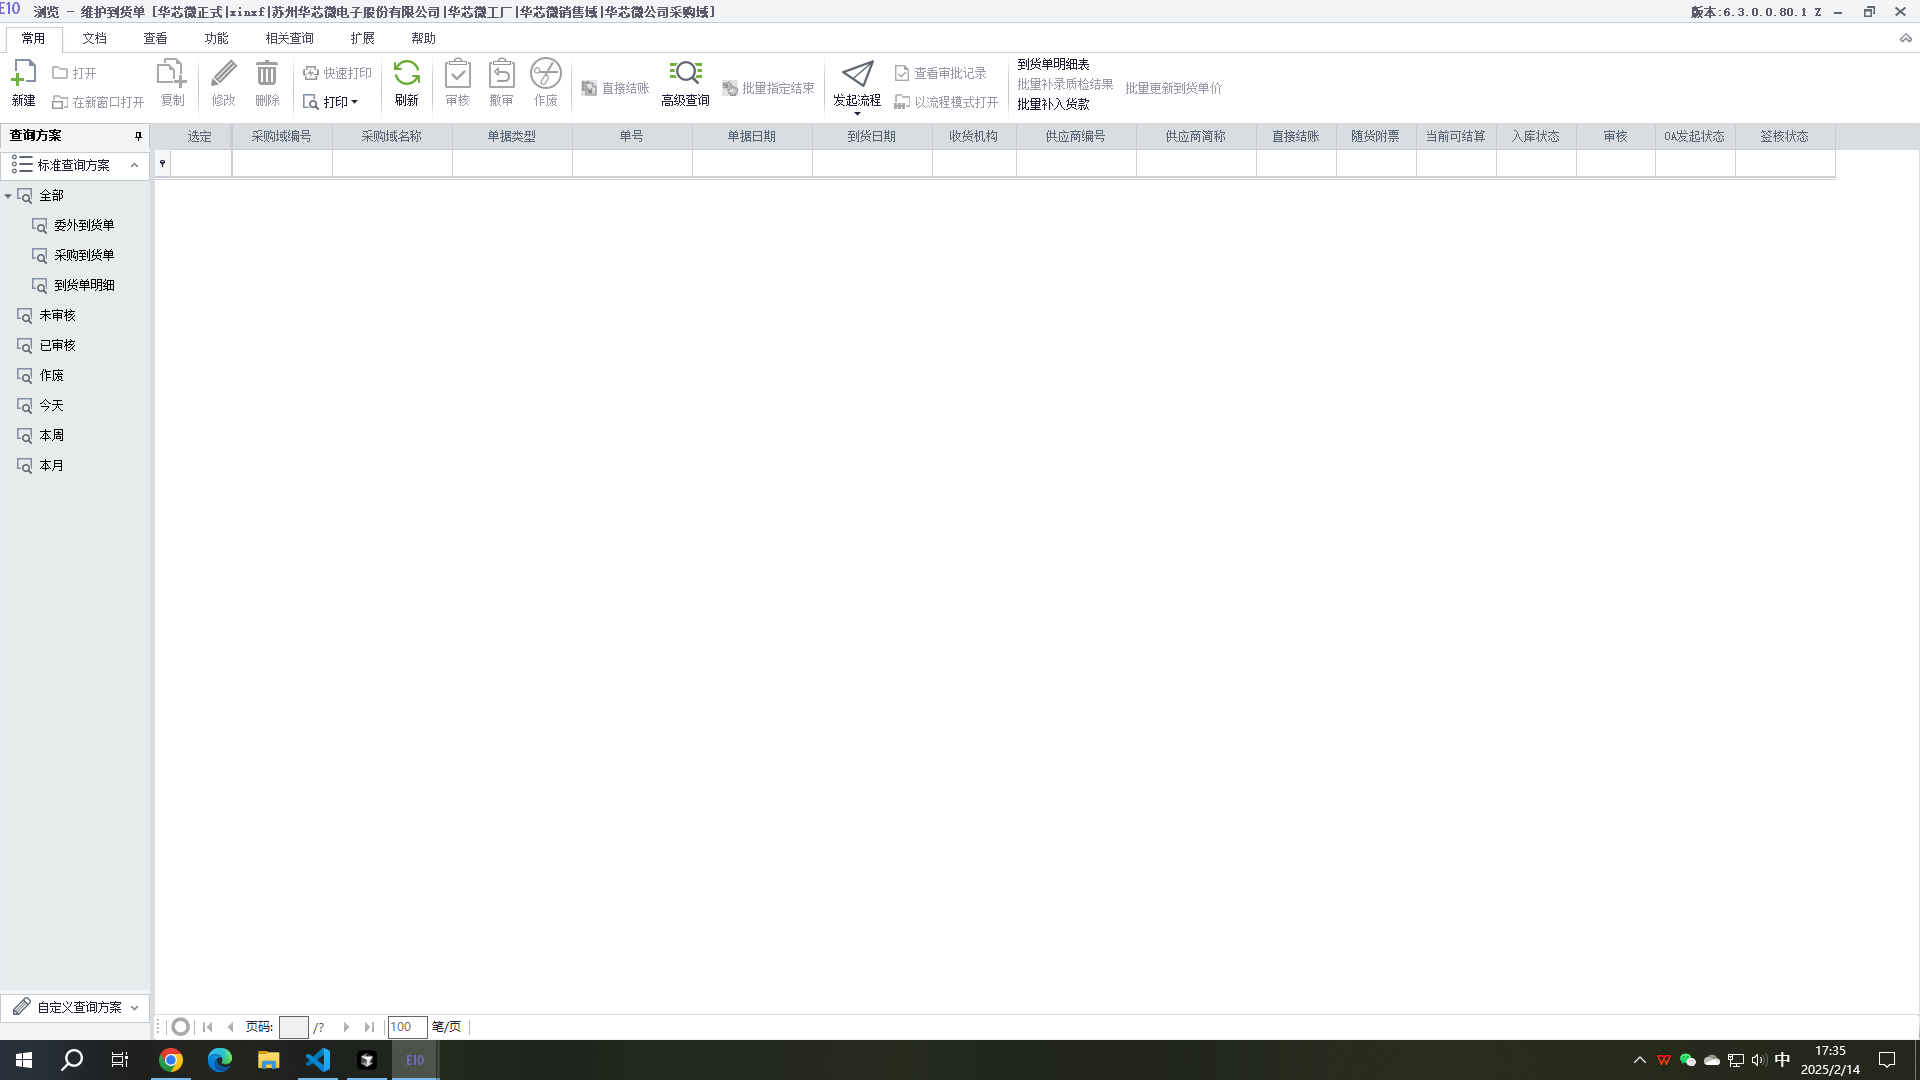 E10 浏览 - 维护到货单 [华芯微正式|xinxf|苏州华芯微电子股份有限公司|华芯微工厂|华芯微销售域|华芯微公司采购域] 版本:6.3.0.0.80.1 Z
常用 文档 查看 功能 相关查询 扩展 帮助
新建 打开 在新窗口打开 复制 修改 删除 快速打印 打印 刷新 审核 撤审 作废 直接结账 高级查询 批量指定结束 发起流程 查看审批记录 以流程模式打开 到货单明细表 批量补录质检结果 批量补入货款 批量更新到货单价
查询方案
选定 采购域编号 采购域名称 单据类型 单号 单据日期 到货日期 收货机构 供应商编号 供应商简称 直接结账 随货附票 当前可结算 入库状态 审核 OA发起状态 签核状态
标准查询方案
全部
委外到货单
采购到货单
到货单明细
未审核
已审核
作废
今天
本周
本月
自定义查询方案
页码: /? 100 笔/页
E10 中 17:35
2025/2/14